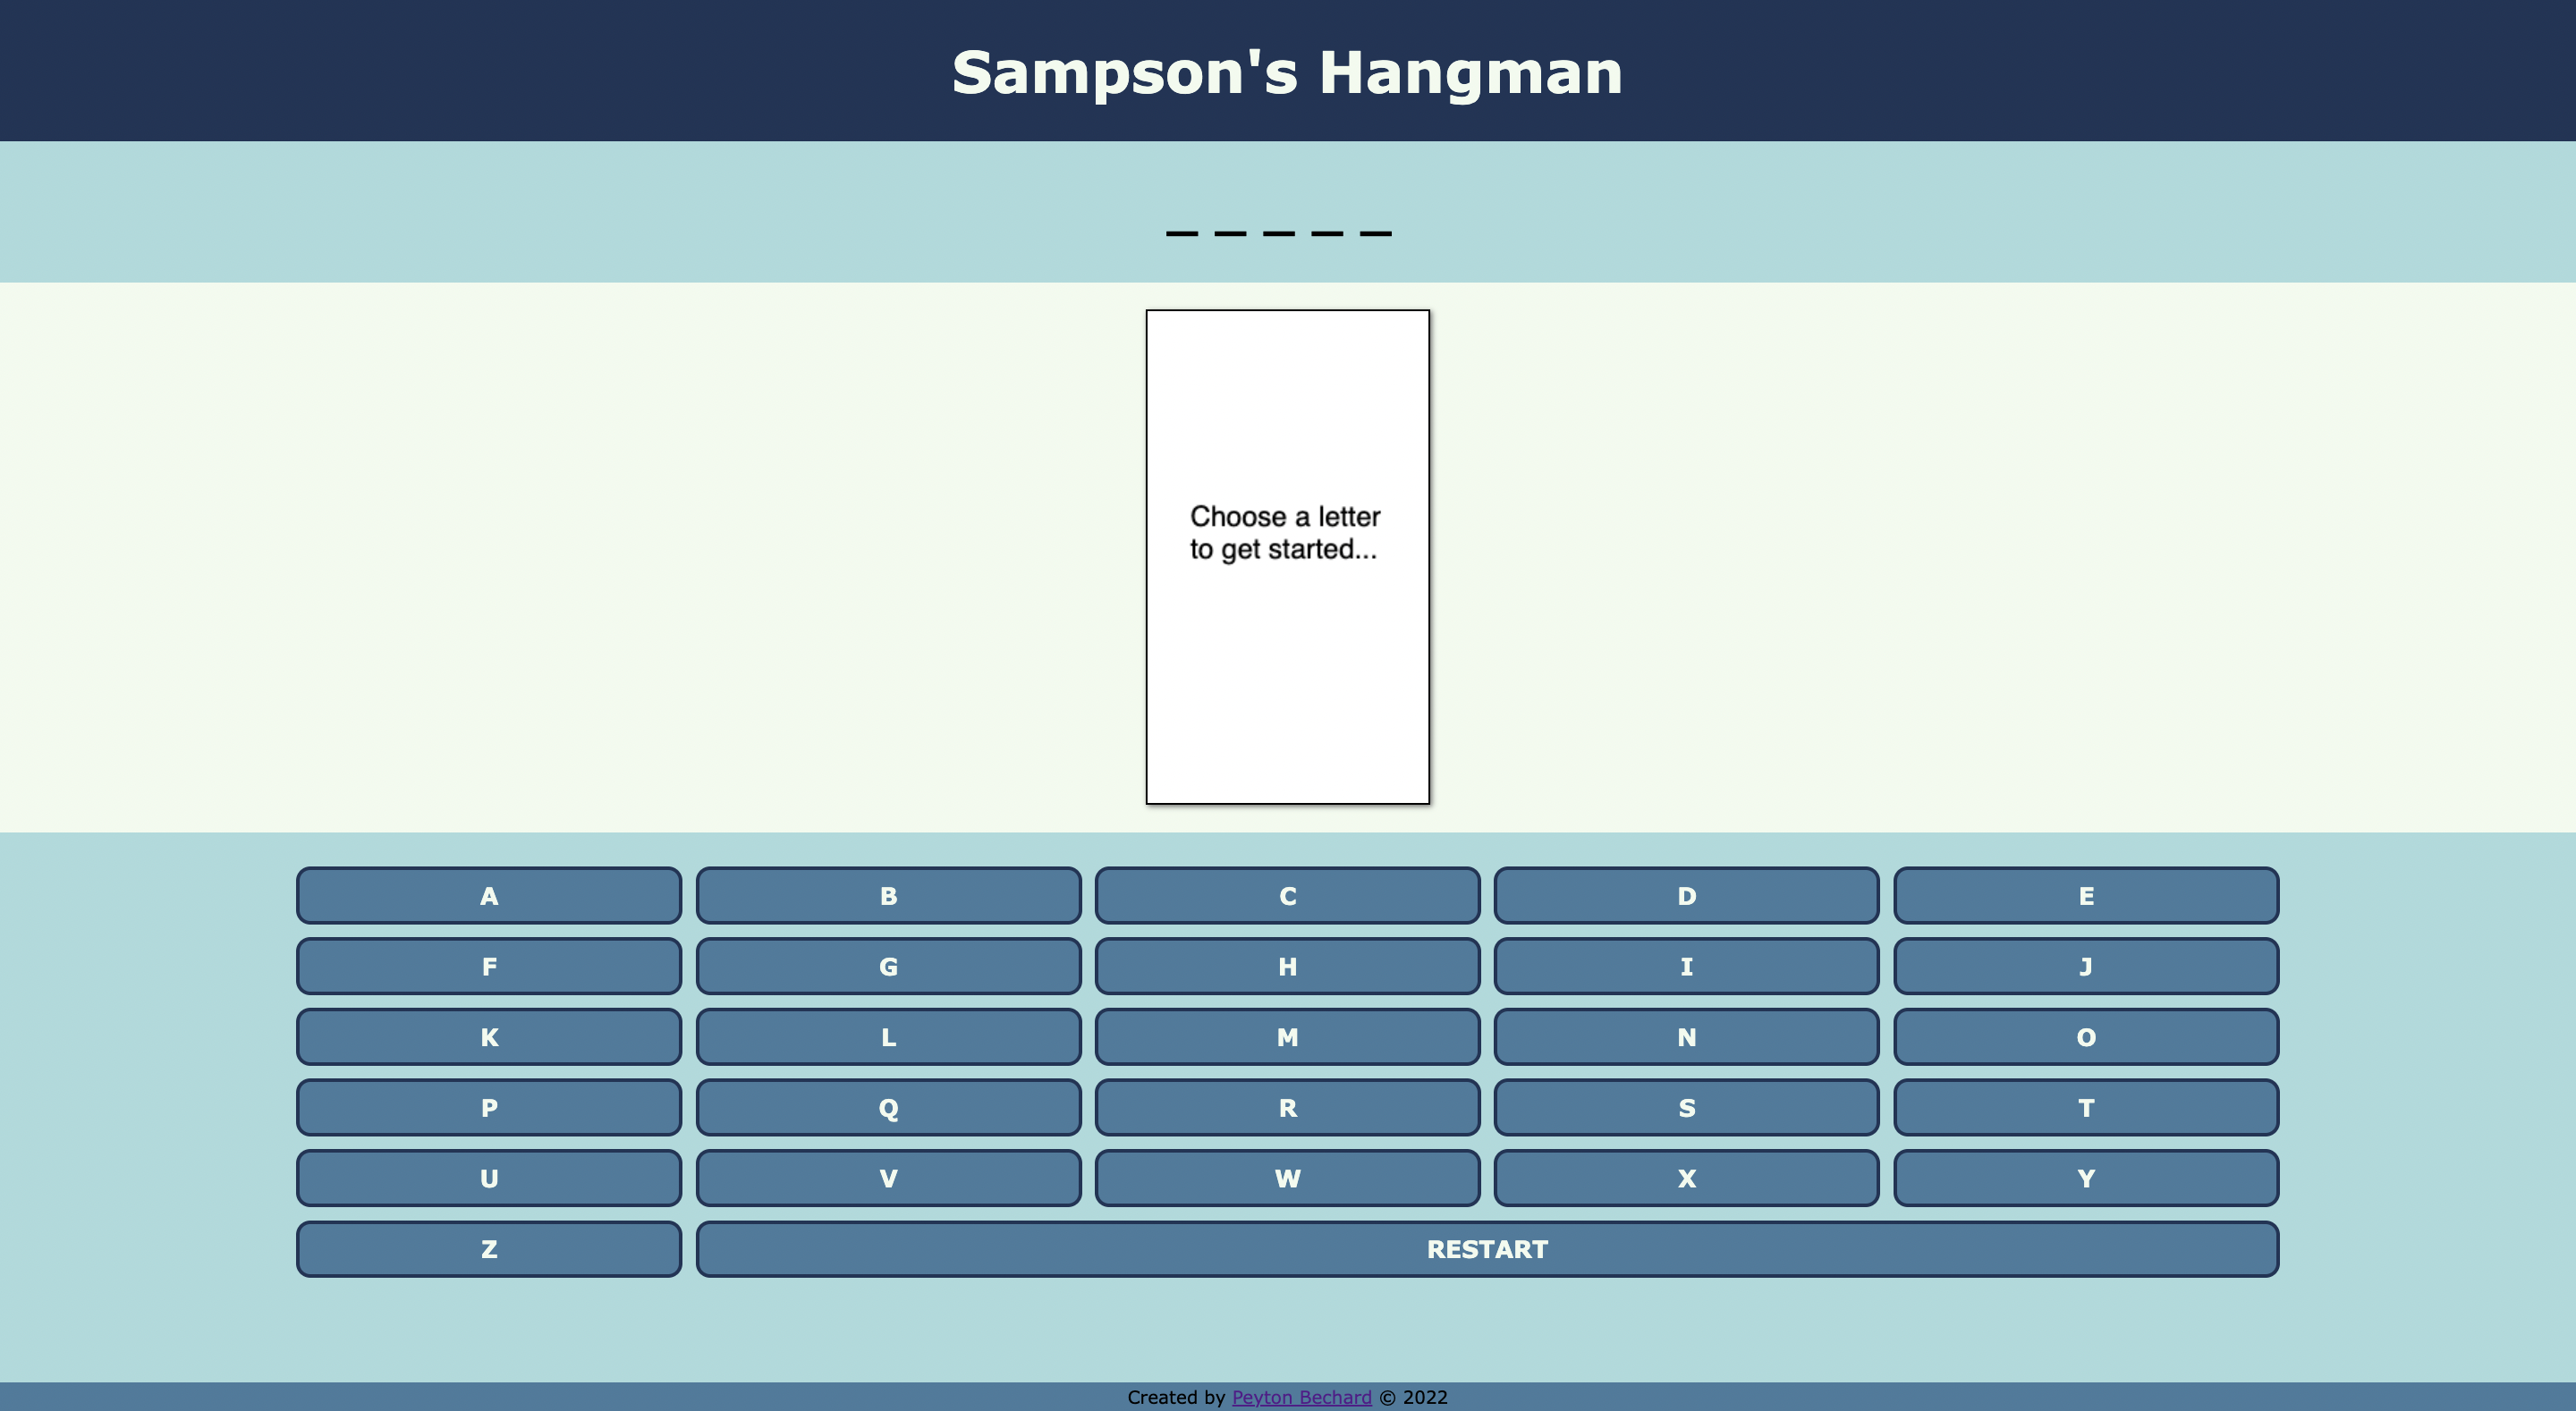 Sampson's Hangman
_ _ _ _ _
Choose a letter
to get started...
A B C D E
F G H I J
K L M N O
P Q R S T
U V W X Y
Z RESTART
Created by Peyton Bechard © 2022